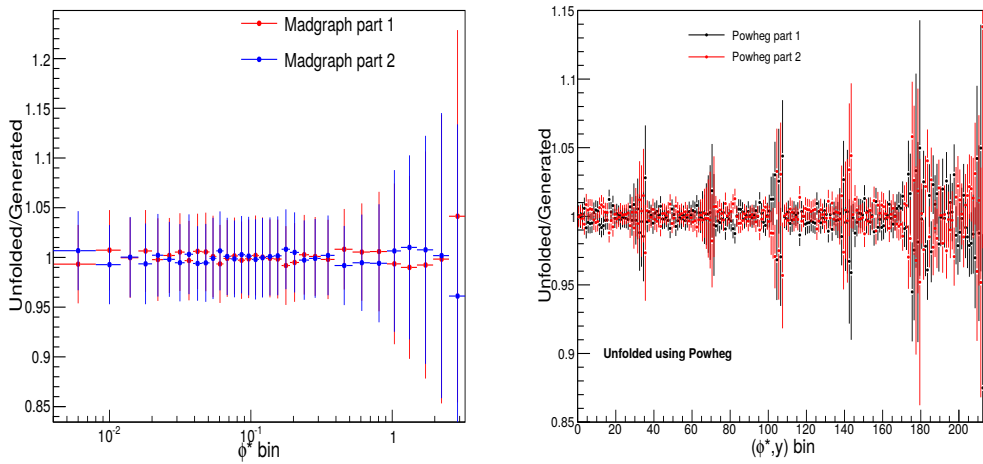 Madgraph part 1
Madgraph part 2
Unfolded/Generated
1.2
1.15
1.1
1.05
1
0.95
0.9
0.85
10⁻²
10⁻¹
1
ϕ* bin
Powheg part 1
Powheg part 2
Unfolded/Generated
1.15
1.1
1.05
1
0.95
0.9
0.85
Unfolded using Powheg
0 20 40 60 80 100 120 140 160 180 200
(ϕ*,y) bin